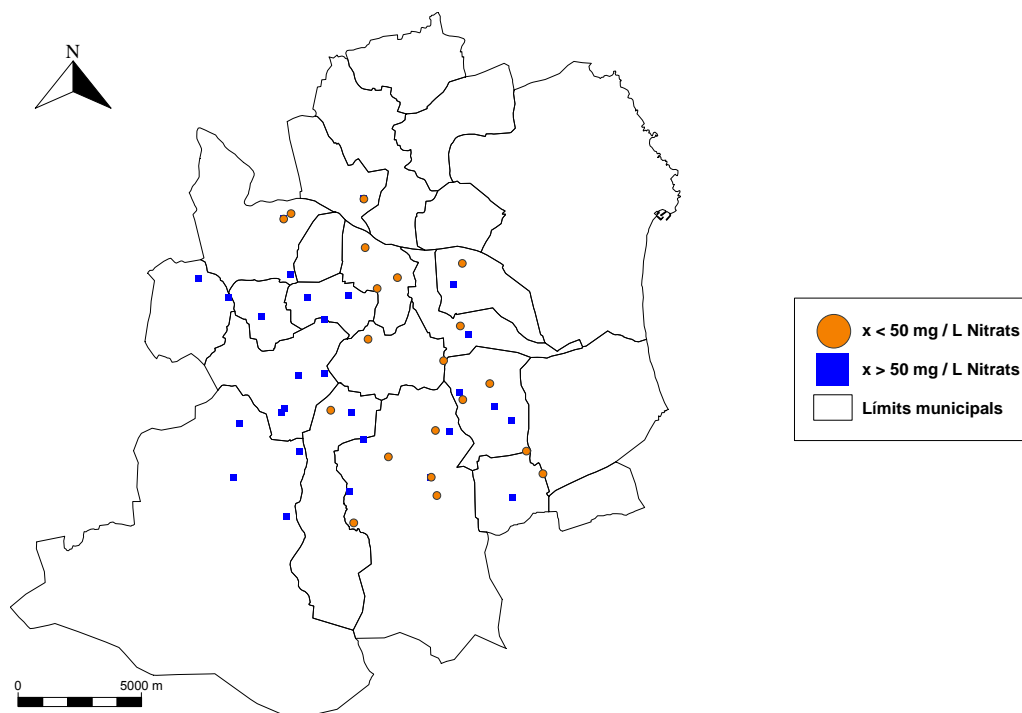 N
x < 50 mg / L Nitrats
x > 50 mg / L Nitrats
Límits municipals
0 5000 m